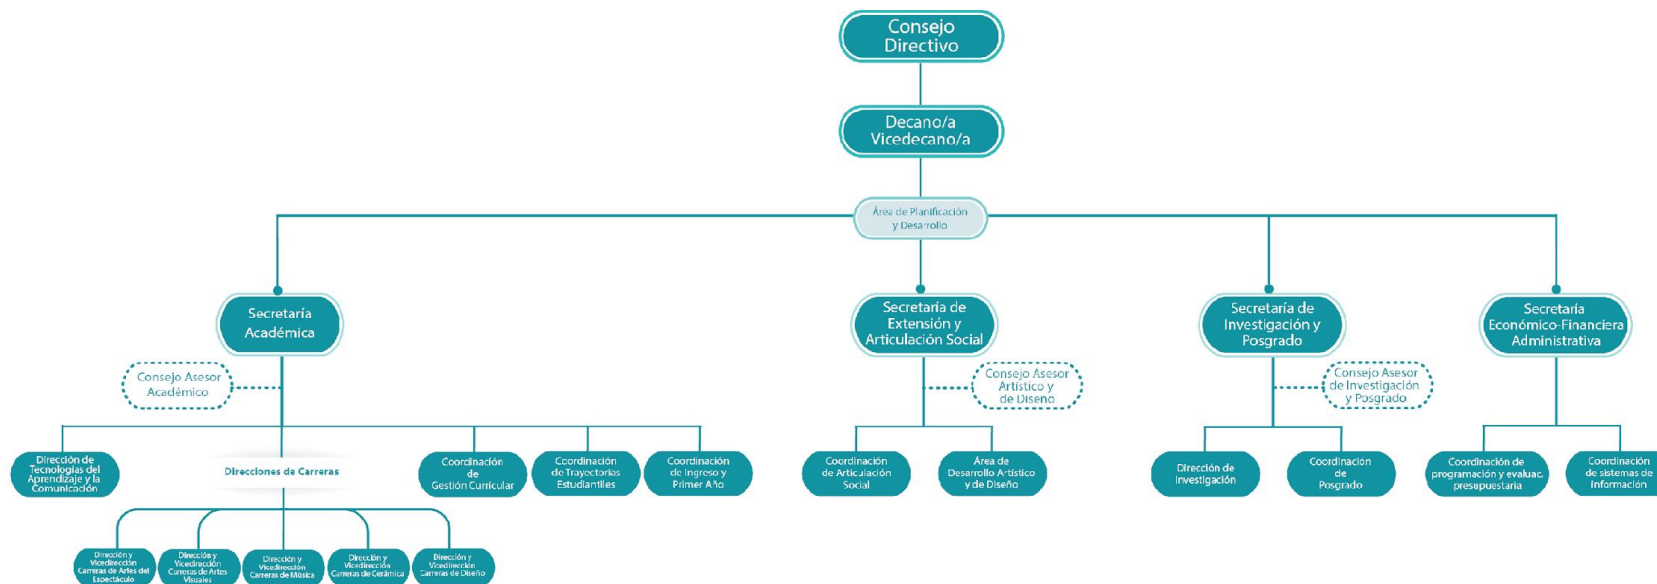 Consejo
Directivo
Decano/a
Vicedecano/a
Área de Planificación
y Desarrollo
Secretaría
Académica
Secretaría de
Extensión y
Articulación Social
Secretaría de
Investigación y
Posgrado
Secretaría
Económico-Financiera
Administrativa
Consejo Asesor
Académico
Consejo Asesor
Artístico y
de Diseño
Consejo Asesor
de Investigación
y Posgrado
Dirección de
Tecnologías del
Aprendizaje y la
Comunicación
Direcciones de Carreras
Coordinación
de
Gestión Curricular
Coordinación
de Trayectorias
Estudiantiles
Coordinación
de Ingreso y
Primer Año
Coordinación
de Articulación
Social
Área de
Desarrollo Artístico
y de Diseño
Dirección de
Investigación
Coordinación
de
Posgrado
Coordinación de
programación y evaluac.
presupuestaria
Coordinación
de sistemas de
información
Dirección y
Vicedirección
Carreras de Artes del
Espectáculo
Dirección y
Vicedirección
Carreras de Artes
Visuales
Dirección y
Vicedirección
Carreras de Música
Dirección y
Vicedirección
Carreras de Cerámica
Dirección y
Vicedirección
Carreras de Diseño